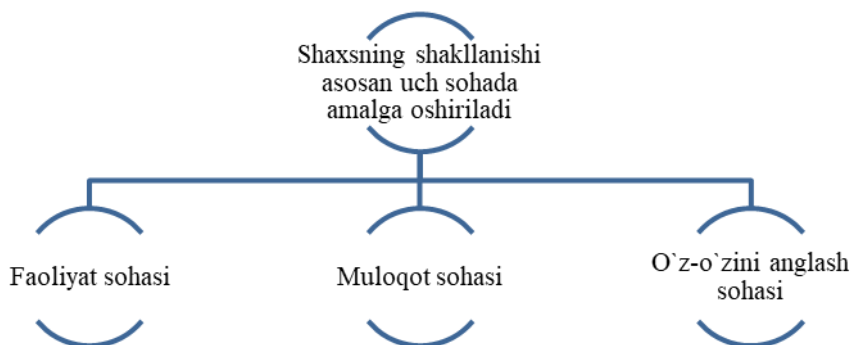 Shaxsning shakllanishi
asosan uch sohada
amalga oshiriladi
Faoliyat sohasi
Muloqot sohasi
O`z-o`zini anglash
sohasi